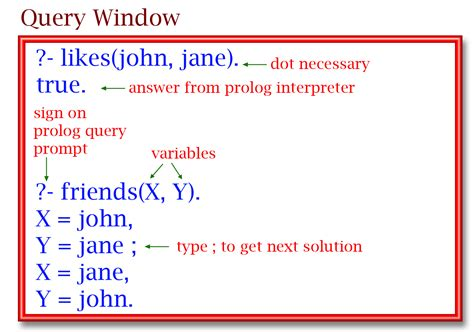 Query Window
?- likes(john, jane). dot necessary
true. answer from prolog interpreter
sign on
prolog query
prompt variables
?- friends(X, Y).
X = john,
Y = jane ; type ; to get next solution
X = jane,
Y = john.